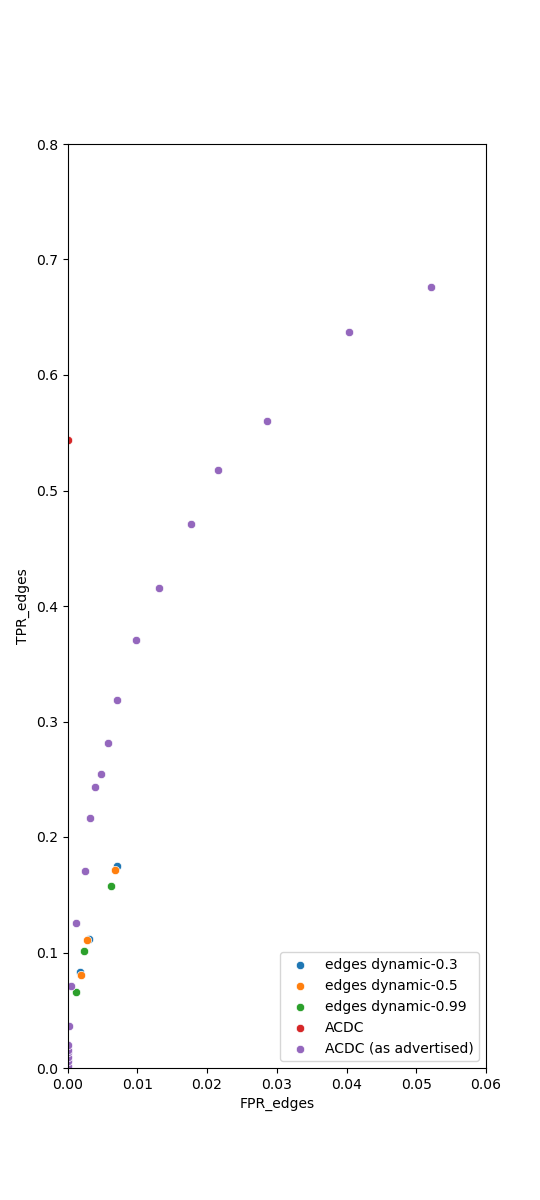 0.8
0.7
0.6
0.5
0.4
0.3
0.2
0.1
0.0
TPR_edges
edges dynamic-0.3
edges dynamic-0.5
edges dynamic-0.99
ACDC
ACDC (as advertised)
0.00 0.01 0.02 0.03 0.04 0.05 0.06
FPR_edges